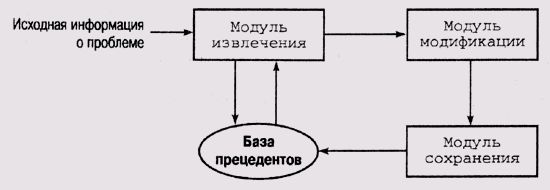 Исходная информация
о проблеме
Модуль
извлечения
Модуль
модификации
База
прецедентов
Модуль
сохранения